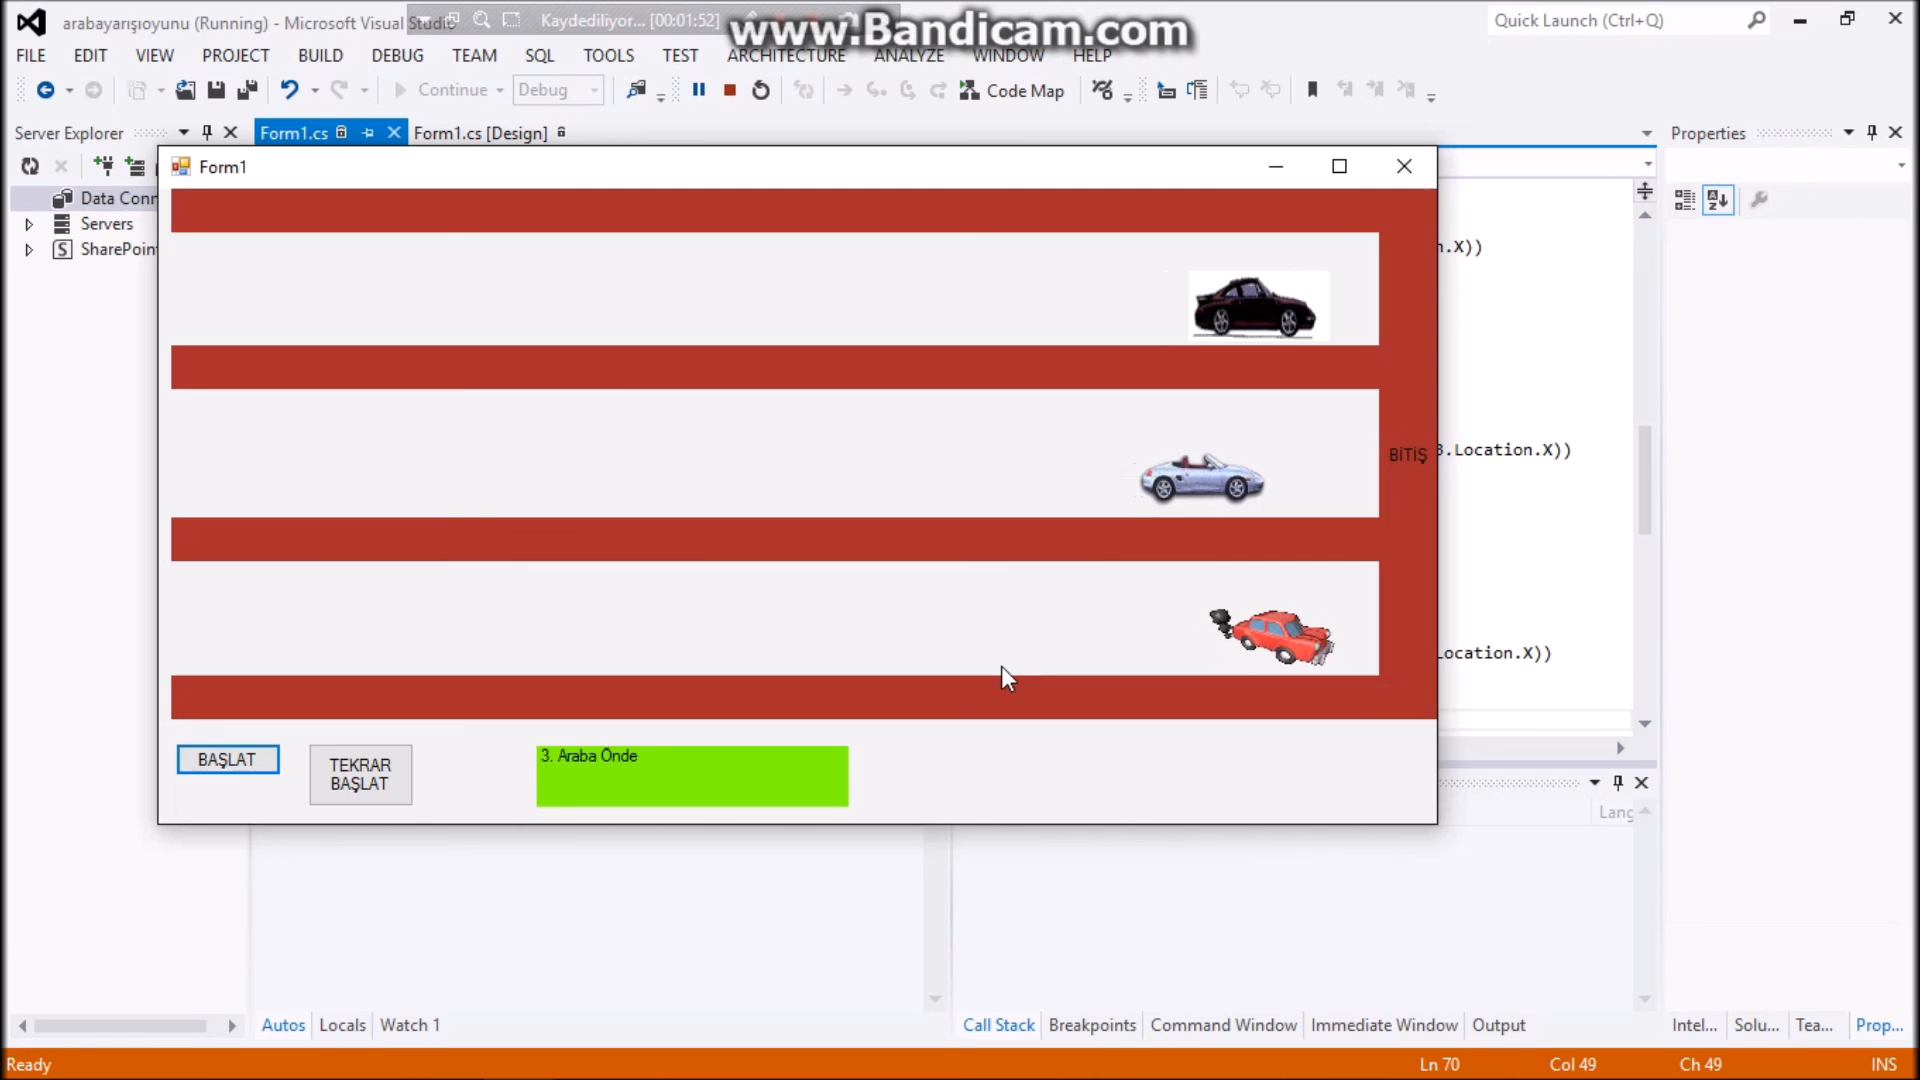 arabayarışıoyunu (Running) - Microsoft Visual Studio
Kaydediliyor... [00:01:52]
www.Bandicam.com
Quick Launch (Ctrl+Q)
FILE EDIT VIEW PROJECT BUILD DEBUG TEAM SQL TOOLS TEST ARCHITECTURE ANALYZE WINDOW HELP
Continue Debug Code Map
Server Explorer Form1.cs Form1.cs [Design] Properties
Form1
Data Conn
Servers
SharePoin
n.X))
BİTİŞ
3.Location.X))
Location.X))
BAŞLAT
TEKRAR
BAŞLAT
3. Araba Önde
Lang
Autos Locals Watch 1 Call Stack Breakpoints Command Window Immediate Window Output Intel... Solu... Tea... Prop...
Ready Ln 70 Col 49 Ch 49 INS